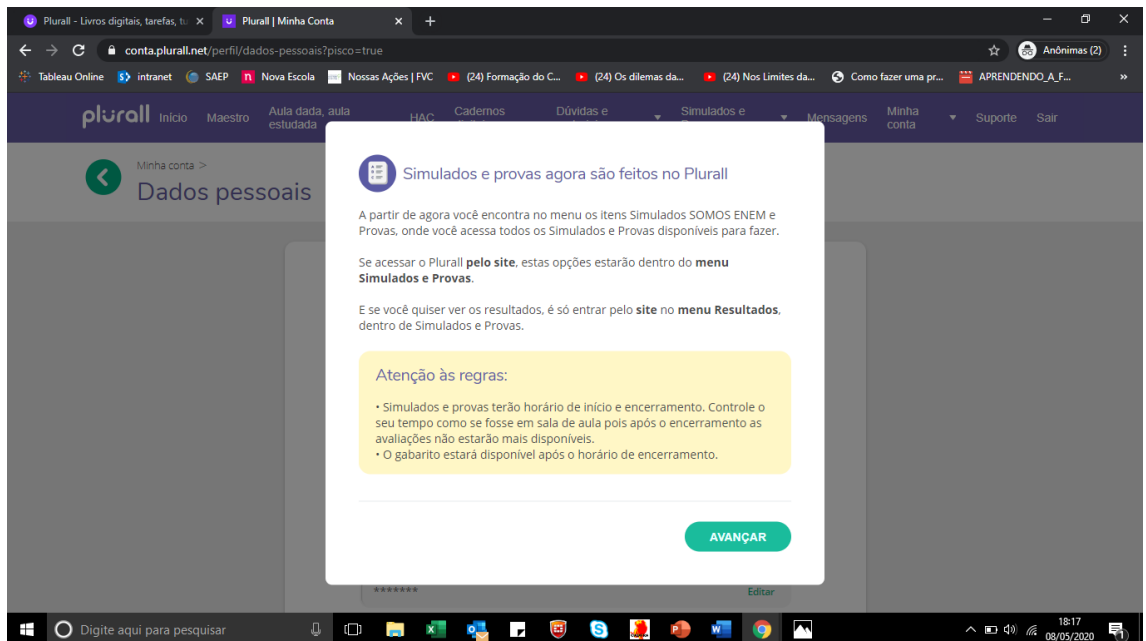 Plurall - Livros digitais, tarefas, tu
Plurall | Minha Conta
conta.plurall.net/perfil/dados-pessoais?pisco=true
Anônimas (2)
Tableau Online intranet SAEP Nova Escola Nossas Ações | FVC (24) Formação do C... (24) Os dilemas da... (24) Nos Limites da... Como fazer uma pr... APRENDENDO_A_F... »
plurall Início Maestro Aula dada, aula estudada HAC Cadernos Dúvidas e Simulados e Mensagens Minha conta Suporte Sair
Minha conta >
Dados pessoais
Simulados e provas agora são feitos no Plurall
A partir de agora você encontra no menu os itens Simulados SOMOS ENEM e
Provas, onde você acessa todos os Simulados e Provas disponíveis para fazer.
Se acessar o Plurall pelo site, estas opções estarão dentro do menu
Simulados e Provas.
E se você quiser ver os resultados, é só entrar pelo site no menu Resultados,
dentro de Simulados e Provas.
Atenção às regras:
• Simulados e provas terão horário de início e encerramento. Controle o
seu tempo como se fosse em sala de aula pois após o encerramento as
avaliações não estarão mais disponíveis.
• O gabarito estará disponível após o horário de encerramento.
AVANÇAR
*******
Editar
Digite aqui para pesquisar
18:17
08/05/2020